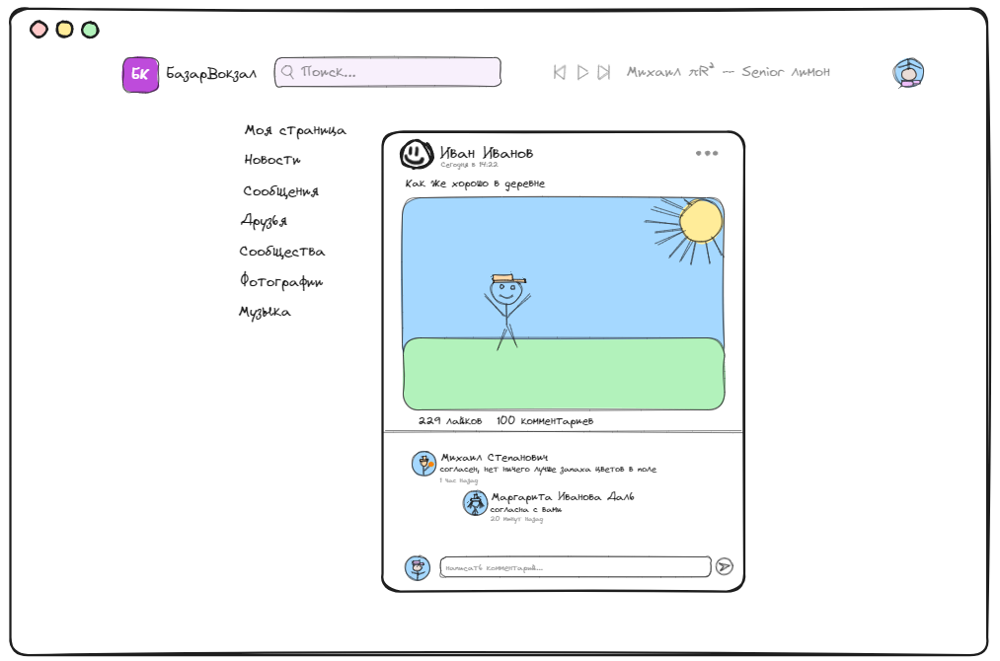 БК БазарВокзал
Поиск...
Михаил πR² ~ Senior лимон
Моя страница
Новости
Сообщения
Друзья
Сообщества
Фотографии
Музыка
Иван Иванов
Сегодня в 14:22
Как же хорошо в деревне
229 лайков 100 комментариев
Михаил Степанович
согласен, нет ничего лучше запаха цветов в поле
1 час назад
Маргарита Иванова Даль
согласна с вами
20 минут назад
написать комментарий...